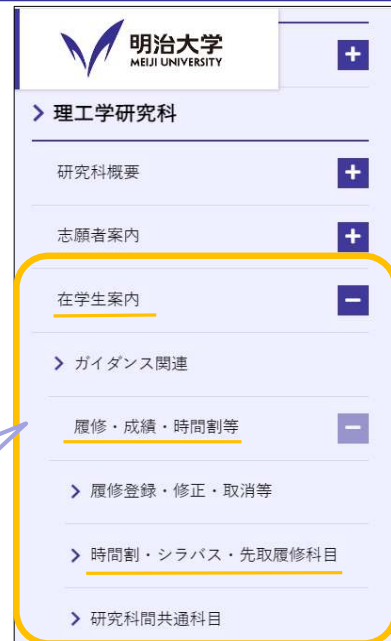 明治大学
MEIJI UNIVERSITY
理工学研究科
研究科概要
志願者案内
在学生案内
ガイダンス関連
履修・成績・時間割等
履修登録・修正・取消等
時間割・シラバス・先取履修科目
研究科間共通科目